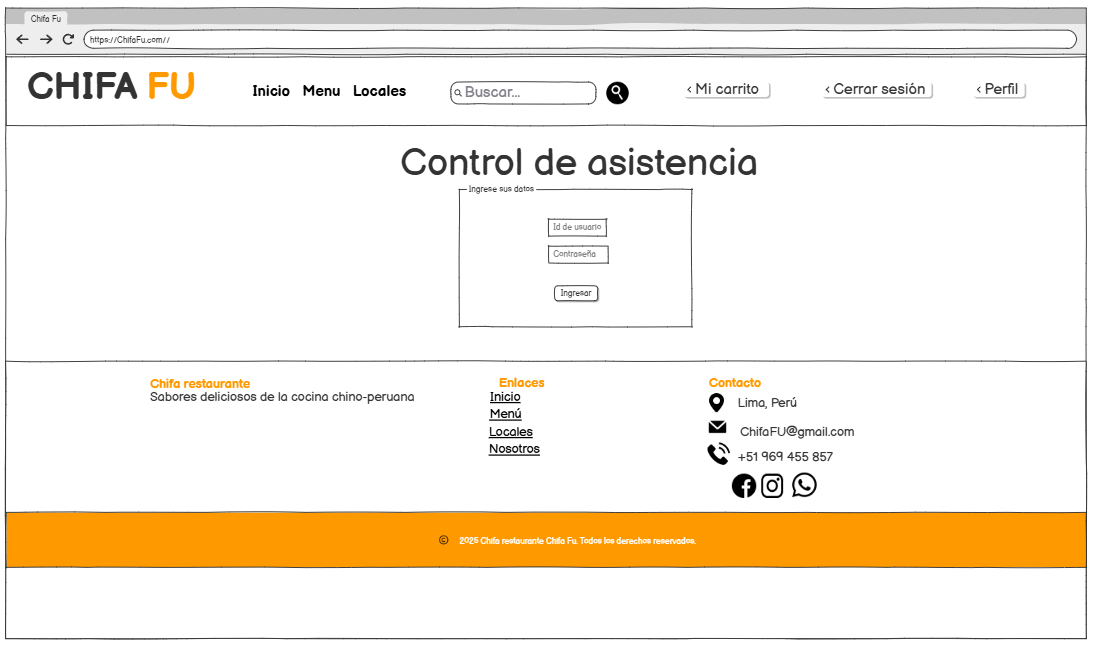 Chifa Fu
https://ChifaFu.com//
CHIFA FU
Inicio Menu Locales
Buscar...
‹ Mi carrito
‹ Cerrar sesión
‹ Perfil
Control de asistencia
Ingrese sus datos
Id de usuario
Contraseña
Ingresar
Chifa restaurante
Sabores deliciosos de la cocina chino-peruana
Enlaces
Inicio
Menú
Locales
Nosotros
Contacto
Lima, Perú
ChifaFU@gmail.com
+51 969 455 857
© 2025 Chifa restaurante Chifa Fu. Todos los derechos reservados.